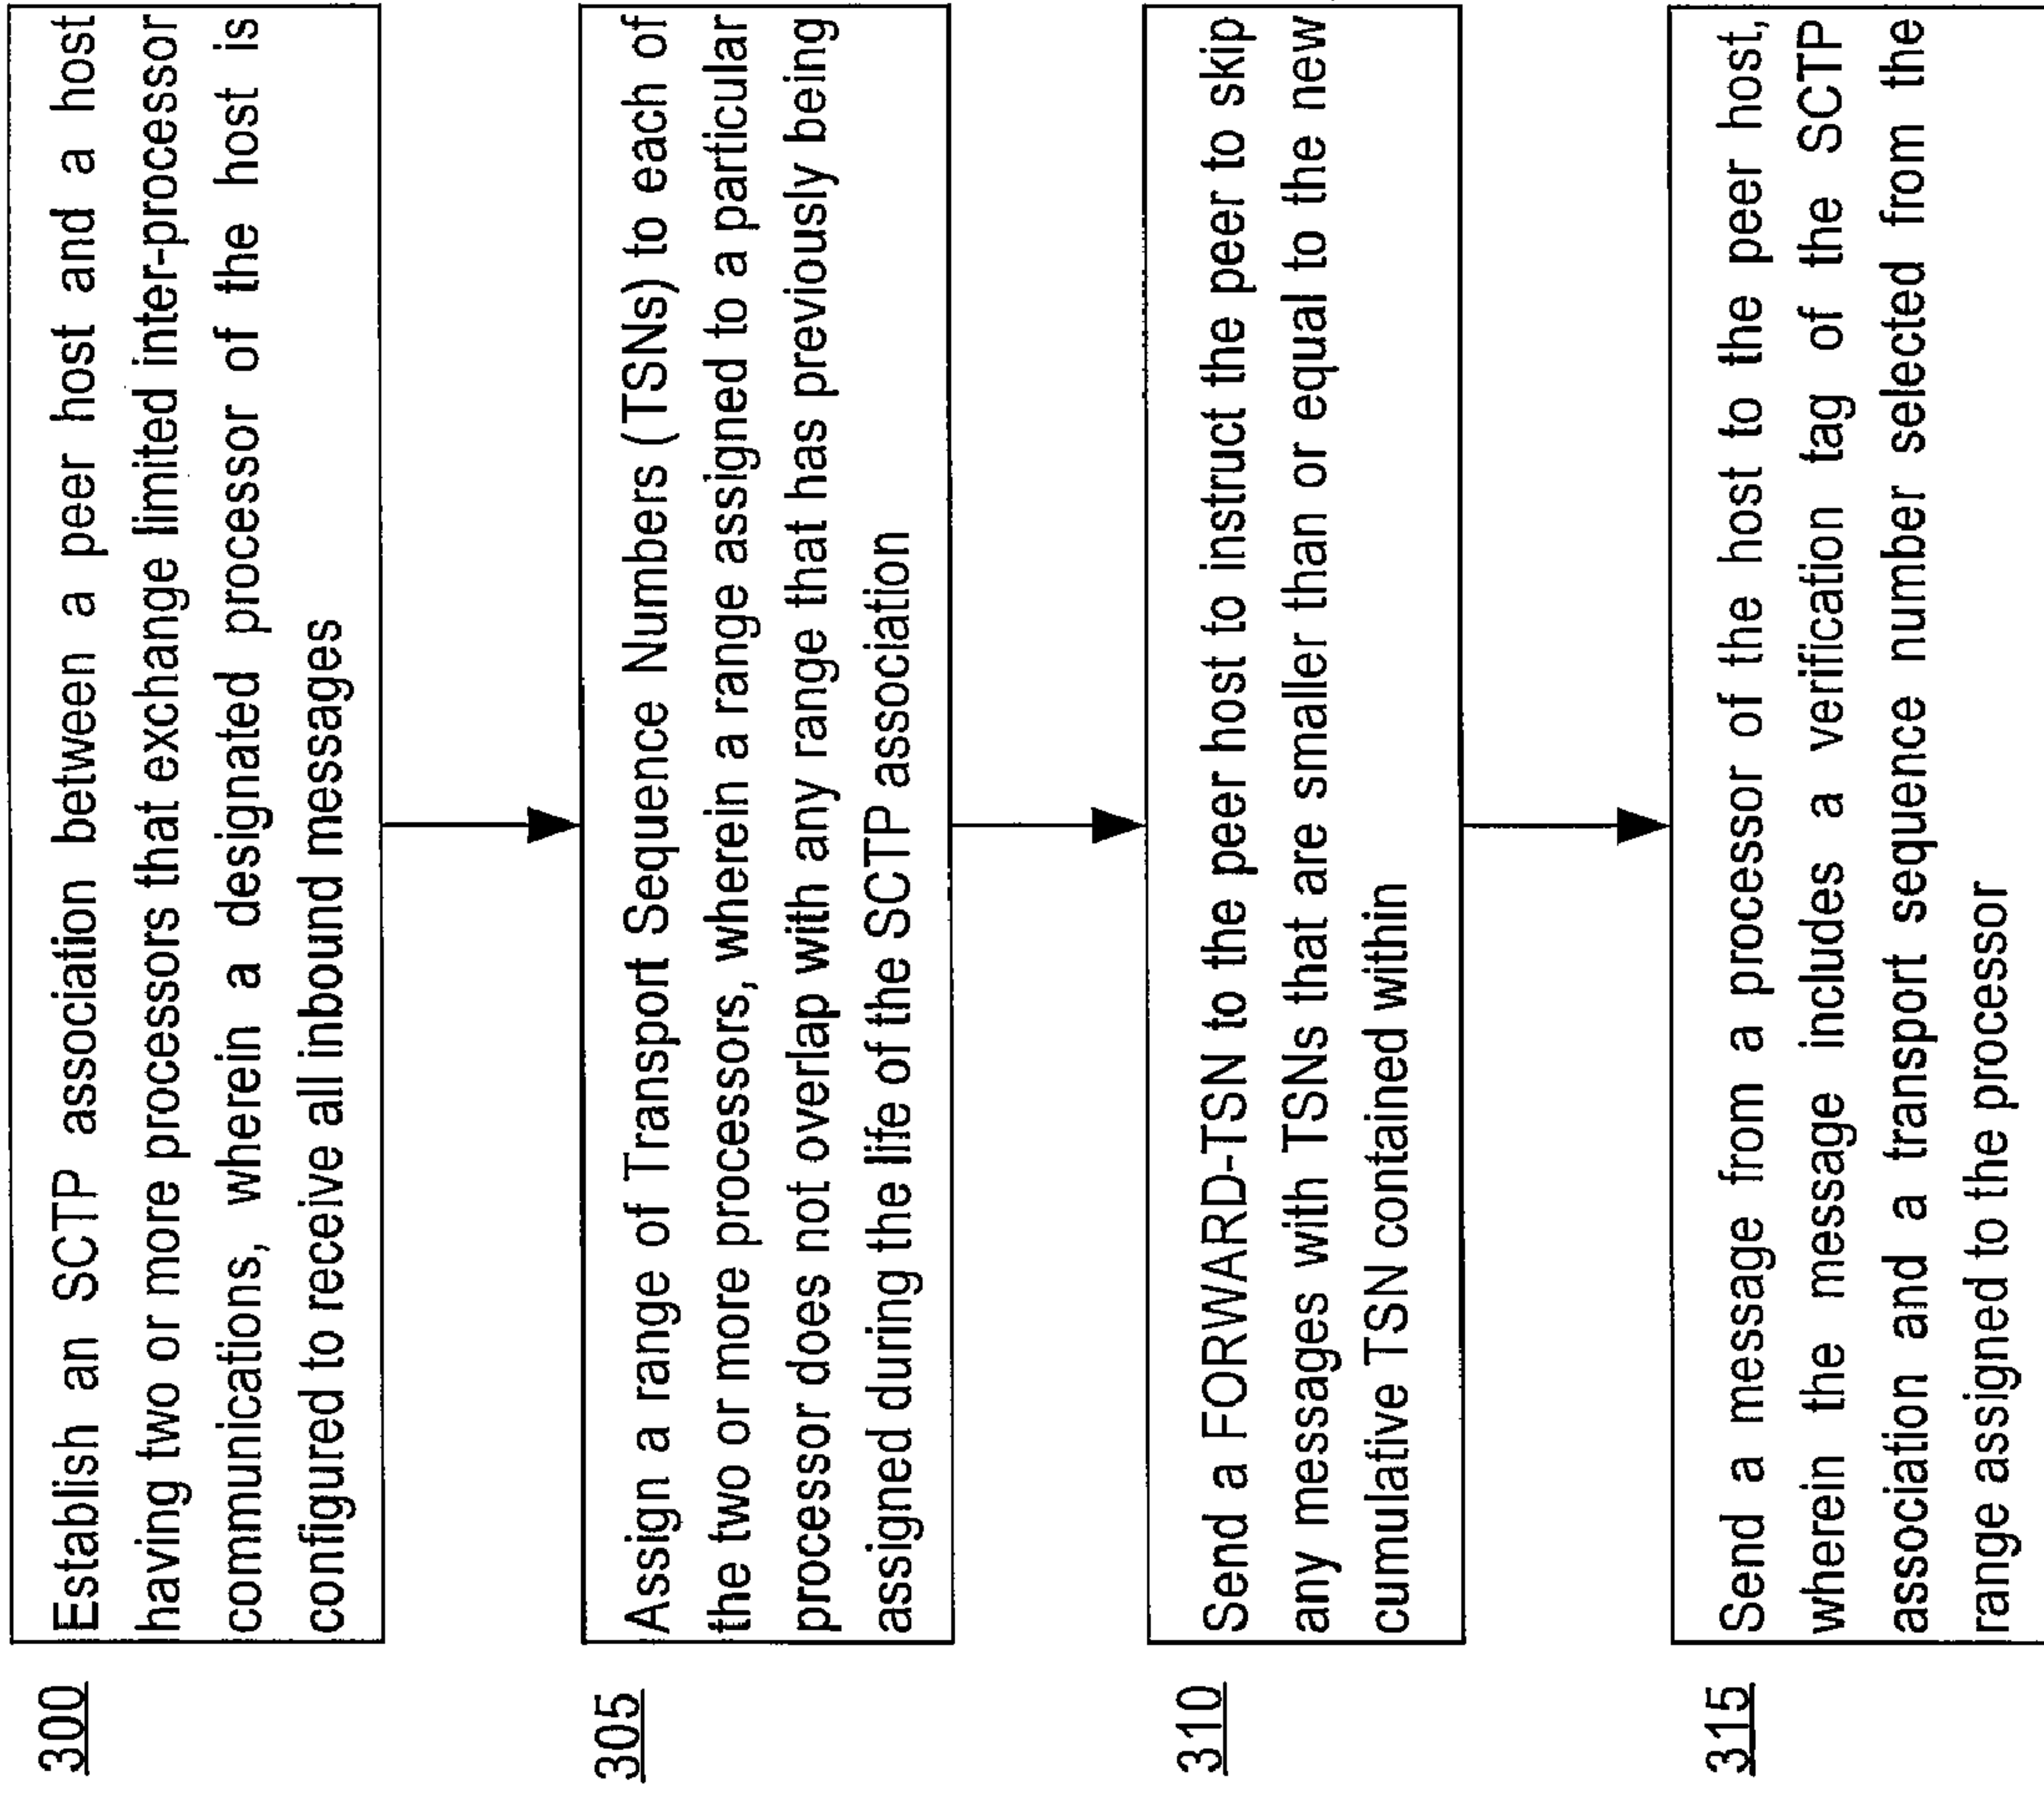 300
Establish an SCTP association between a peer host and a host
having two or more processors that exchange limited inter-processor
communications, wherein a designated processor of the host is
configured to receive all inbound messages
305
Assign a range of Transport Sequence Numbers (TSNs) to each of
the two or more processors, wherein a range assigned to a particular
processor does not overlap with any range that has previously being
assigned during the life of the SCTP association
310
Send a FORWARD-TSN to the peer host to instruct the peer to skip
any messages with TSNs that are smaller than or equal to the new
cumulative TSN contained within
315
Send a message from a processor of the host to the peer host,
wherein the message includes a verification tag of the SCTP
association and a transport sequence number selected from the
range assigned to the processor